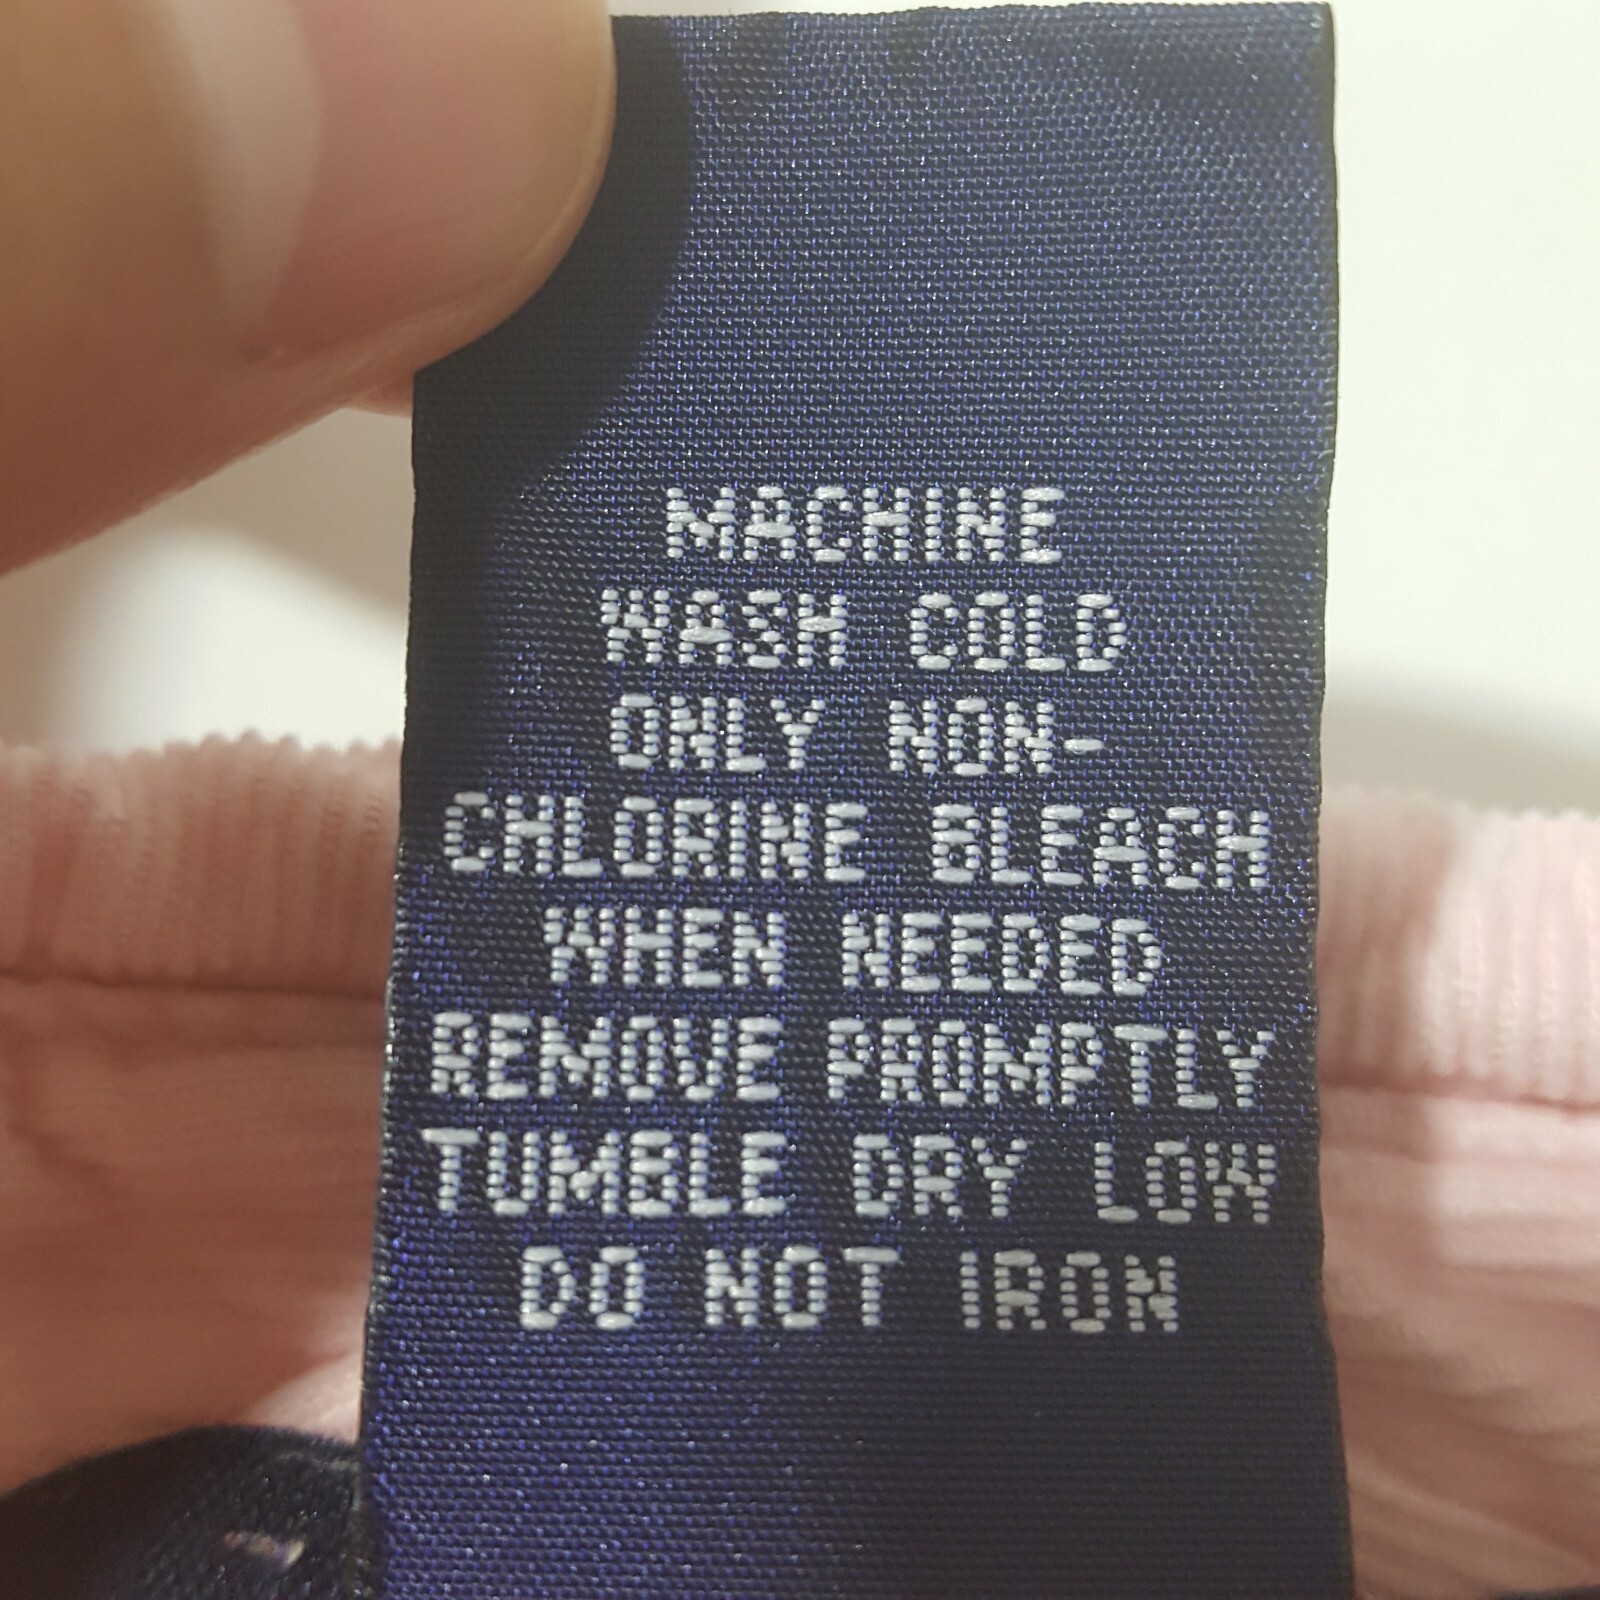 MACHINE
WASH COLD
ONLY NON-
CHLORINE BLEACH
WHEN NEEDED
REMOVE PROMPTLY
TUMBLE DRY LOW
DO NOT IRON